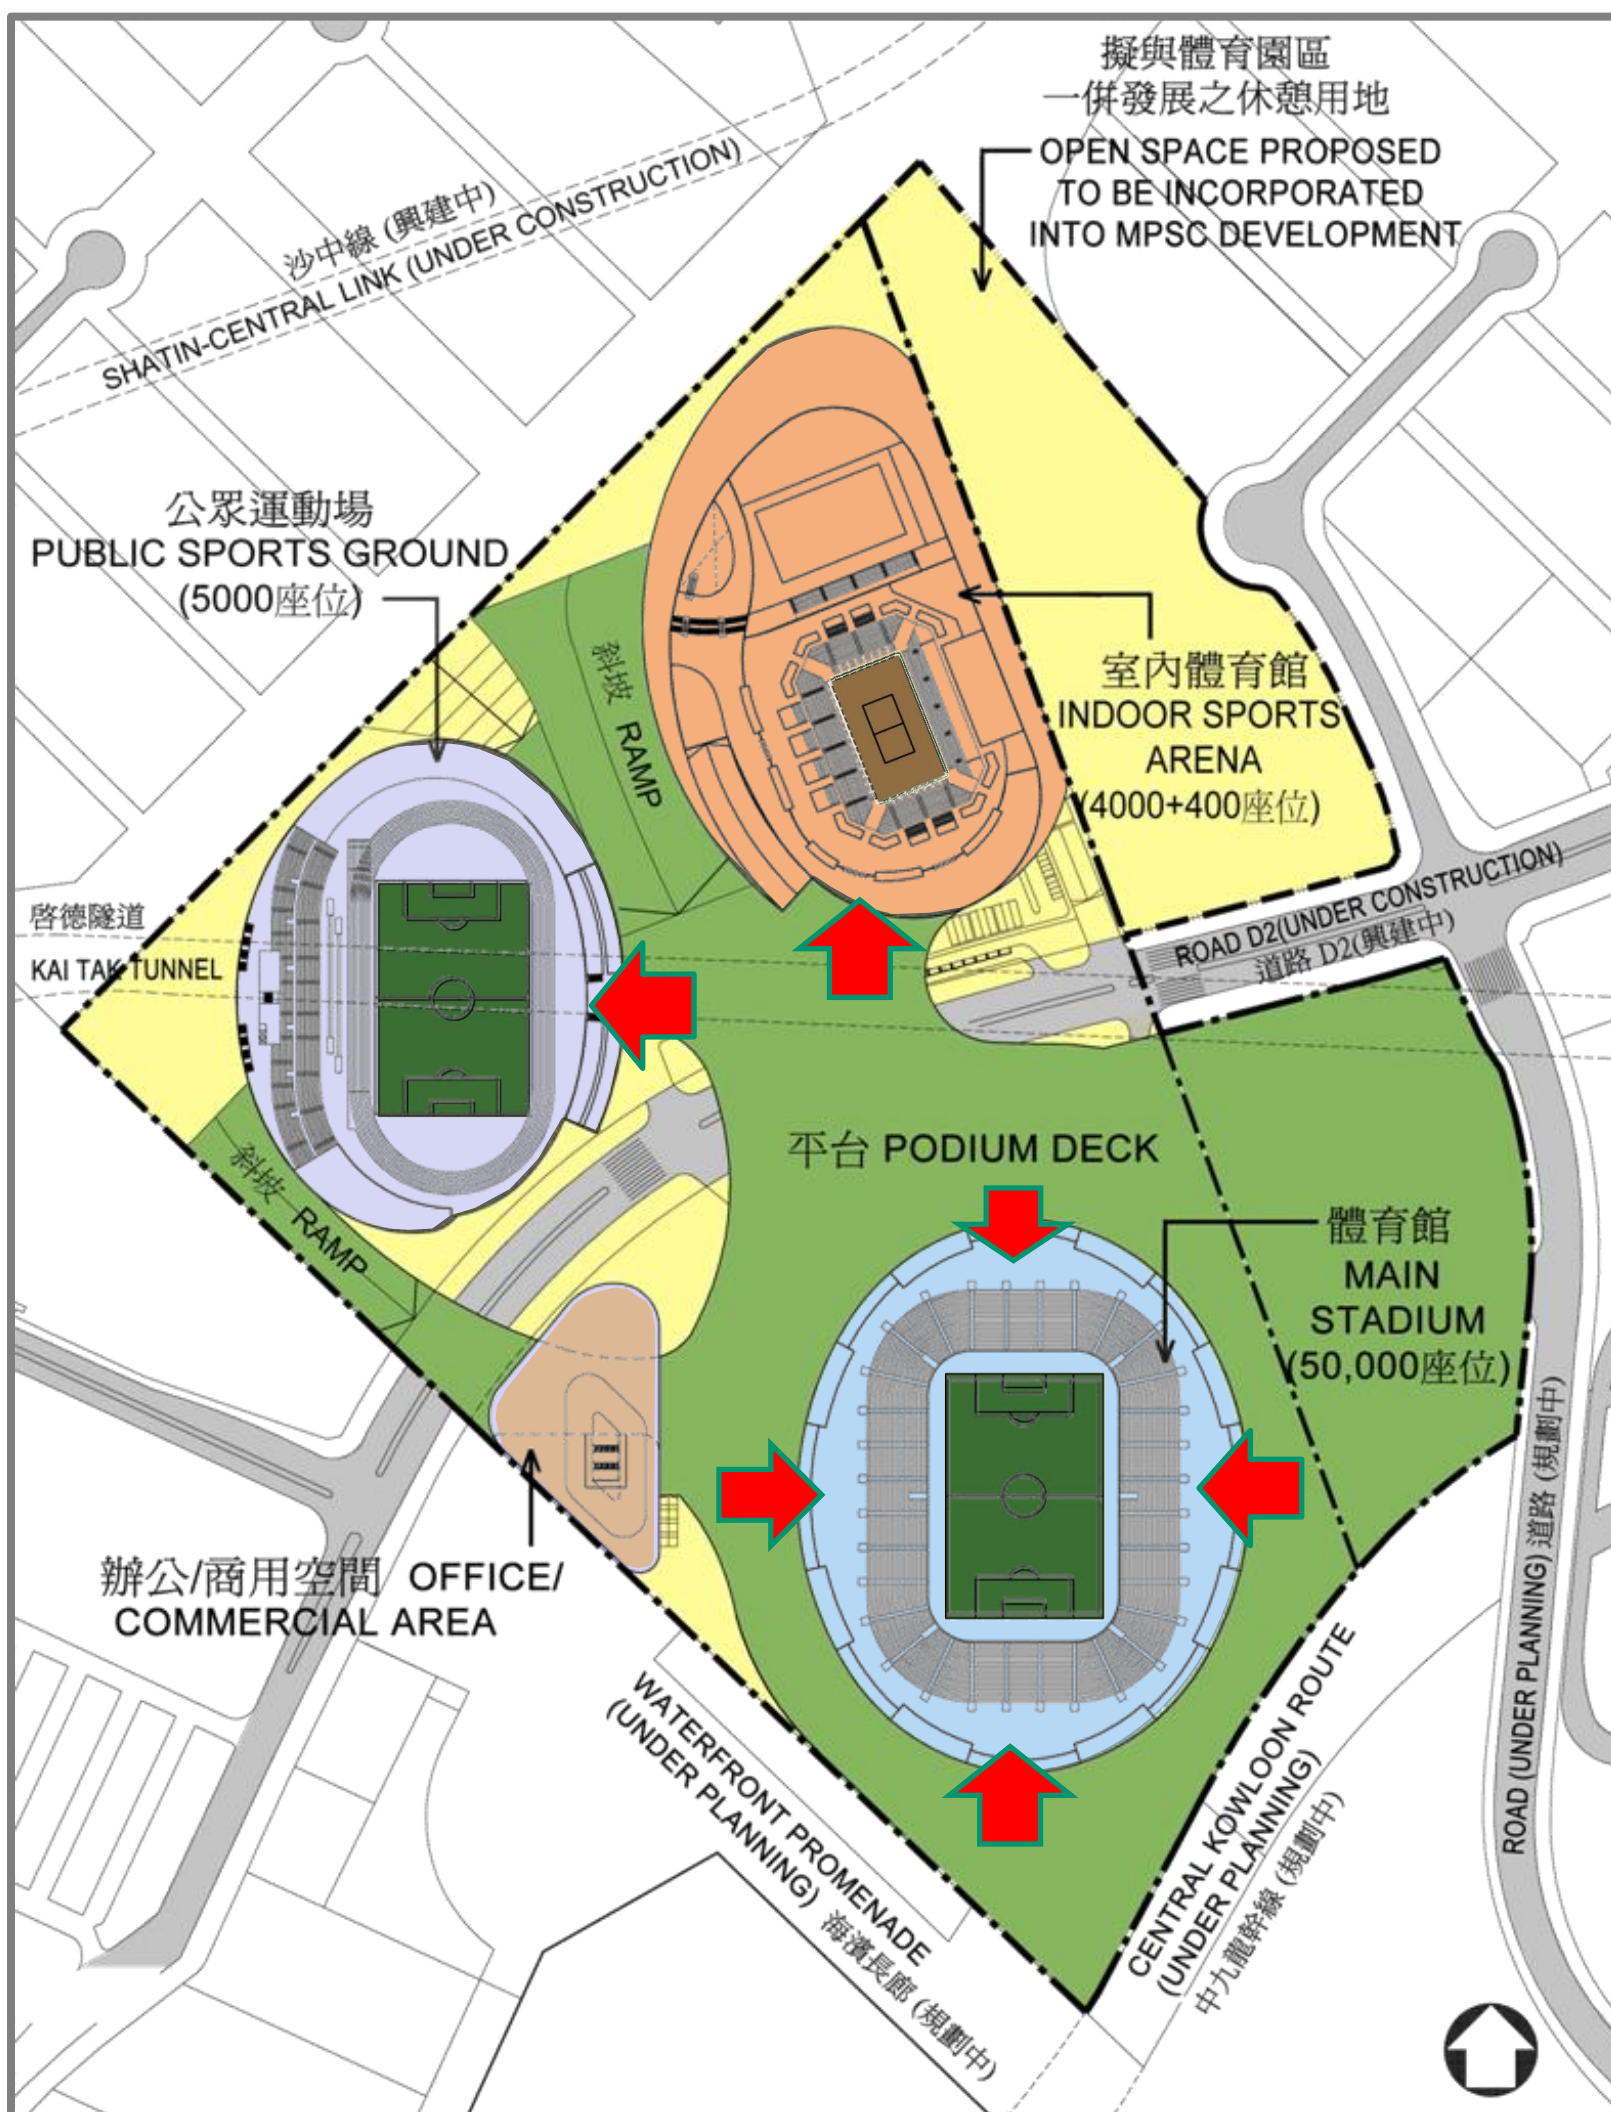 擬與體育園區
一併發展之休憩用地
OPEN SPACE PROPOSED
TO BE INCORPORATED
INTO MPSC DEVELOPMENT
沙中線 (興建中)
SHATIN-CENTRAL LINK (UNDER CONSTRUCTION)
公眾運動場
PUBLIC SPORTS GROUND
(5000座位)
斜坡 RAMP
室內體育館
INDOOR SPORTS
ARENA
(4000+400座位)
啓德隧道
KAI TAK TUNNEL
ROAD D2(UNDER CONSTRUCTION)
道路 D2(興建中)
平台 PODIUM DECK
斜坡 RAMP
體育館
MAIN
STADIUM
(50,000座位)
辦公/商用空間 OFFICE/
COMMERCIAL AREA
WATERFRONT PROMENADE
(UNDER PLANNING) 海濱長廊 (規劃中)
CENTRAL KOWLOON ROUTE
(UNDER PLANNING)
中九龍幹線 (規劃中)
ROAD (UNDER PLANNING) 道路 (規劃中)